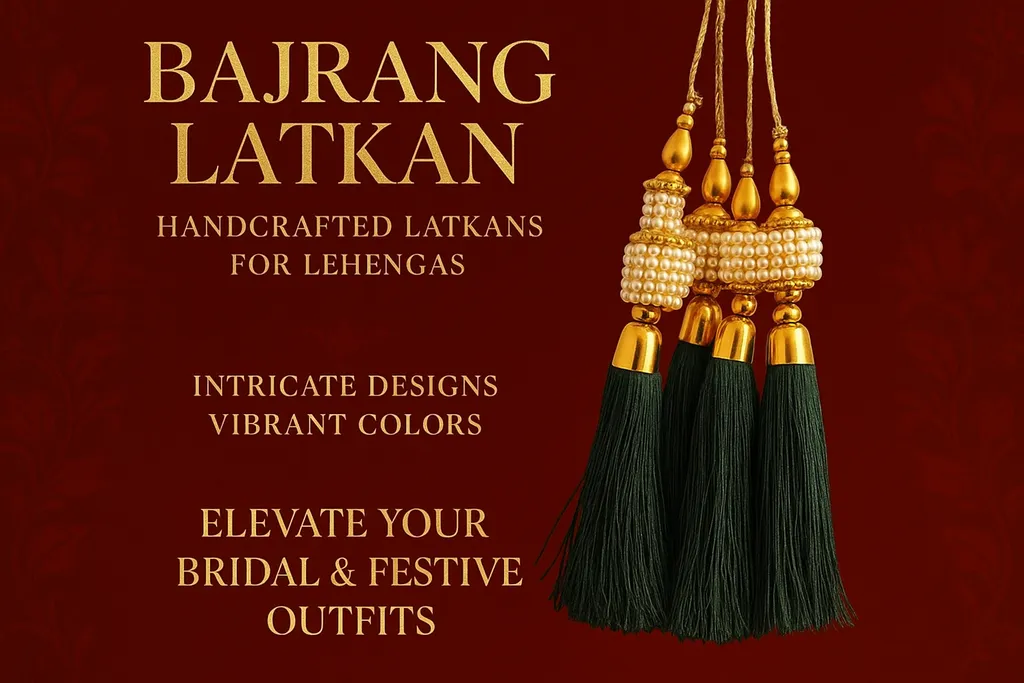 BAJRANG
LATKAN
HANDCRAFTED LATKANS
FOR LEHENGAS
INTRICATE DESIGNS
VIBRANT COLORS
ELEVATE YOUR
BRIDAL & FESTIVE
OUTFITS